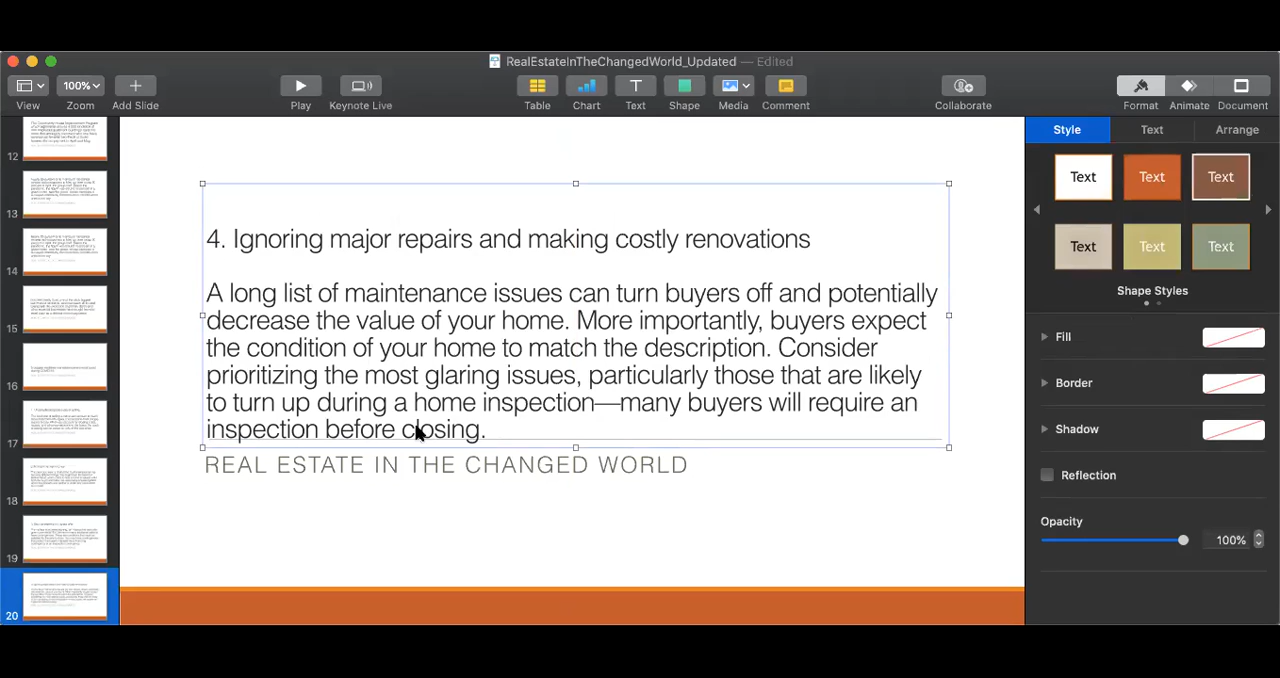 RealEstateInTheChangedWorld_Updated — Edited
100%
View
Zoom
Add Slide
Play
Keynote Live
Table
Chart
Text
Shape
Media
Comment
Collaborate
Format
Animate
Document
Style
Text
Arrange
12
13
14
15
16
17
18
19
20
4. Ignoring major repairs and making costly renovations
A long list of maintenance issues can turn buyers off and potentially
decrease the value of your home. More importantly, buyers expect
the condition of your home to match the description. Consider
prioritizing the most glaring issues, particularly those that are likely
to turn up during a home inspection—many buyers will require an
inspection before closing.
REAL ESTATE IN THE CHANGED WORLD
Text
Text
Text
Text
Text
Text
Shape Styles
Fill
Border
Shadow
Reflection
Opacity
100%